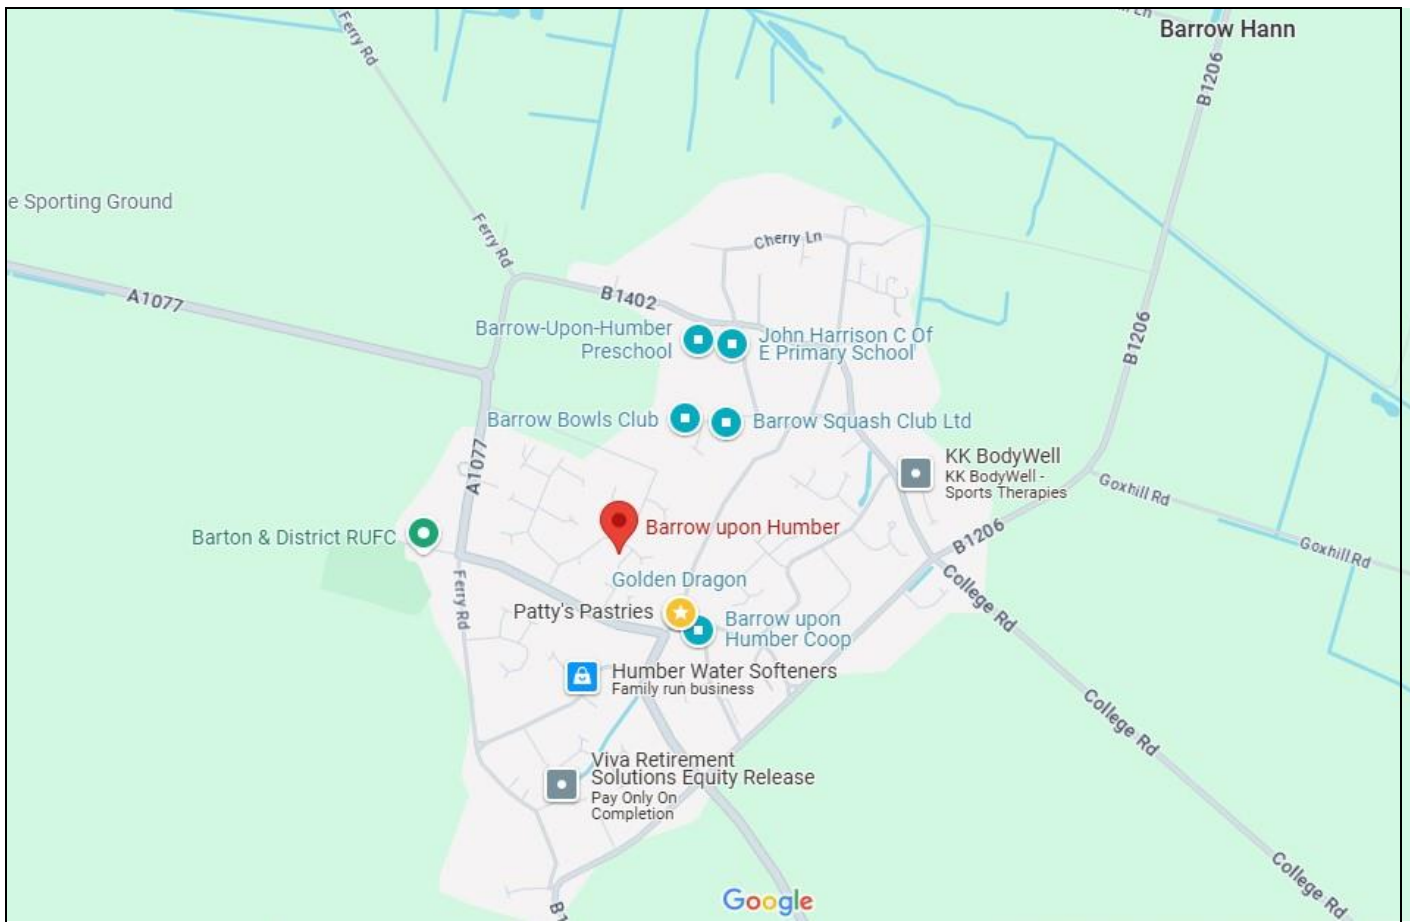 Barrow Hann
Ferry Rd
B1206
e Sporting Ground
Ferry Rd
Cherry Ln
A1077
B1402
B1206
Barrow-Upon-Humber
Preschool
John Harrison C Of
E Primary School
Barrow Bowls Club
Barrow Squash Club Ltd
A1077
KK BodyWell
KK BodyWell -
Sports Therapies
Goxhill Rd
Barrow upon Humber
Barton & District RUFC
B1206
Goxhill Rd
Golden Dragon
Ferry Rd
College Rd
Patty's Pastries
Barrow upon
Humber Coop
Humber Water Softeners
Family run business
College Rd
Viva Retirement
Solutions Equity Release
Pay Only On
Completion
College Rd
Google
B1